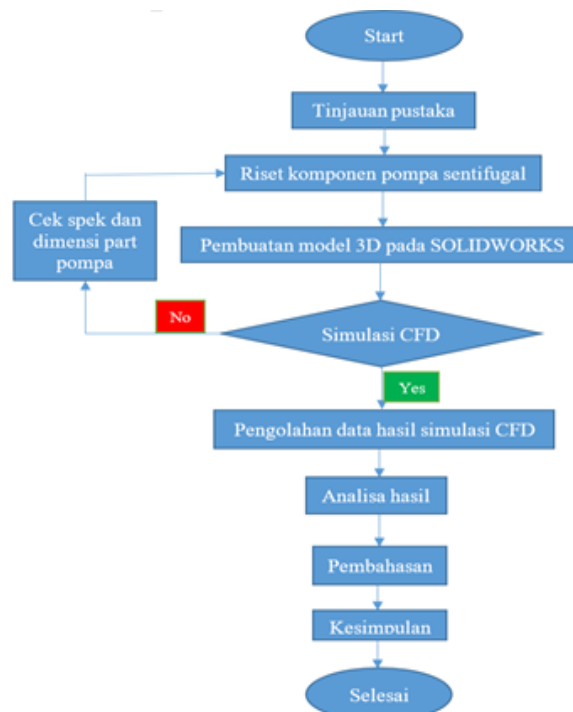 Start
Tinjauan pustaka
Riset komponen pompa sentifugal
Cek spek dan
dimensi part
pompa
Pembuatan model 3D pada SOLIDWORKS
No
Simulasi CFD
Yes
Pengolahan data hasil simulasi CFD
Analisa hasil
Pembahasan
Kesimpulan
Selesai